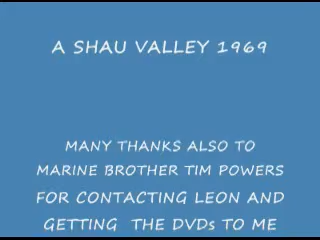 A SHAU VALLEY 1969
MANY THANKS ALSO TO
MARINE BROTHER TIM POWERS
FOR CONTACTING LEON AND
GETTING THE DVDs TO ME